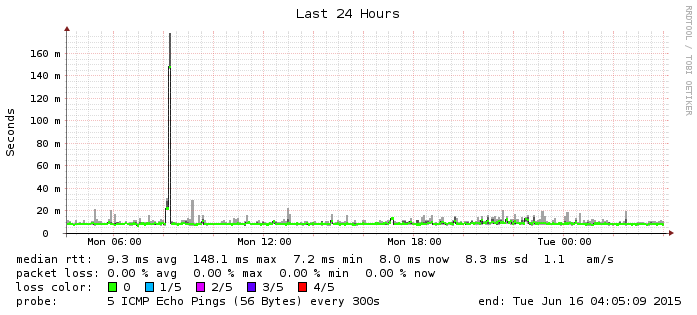 Last 24 Hours
RRDTOOL / TOBI OETIKER
Seconds
160 m
140 m
120 m
100 m
80 m
60 m
40 m
20 m
0
Mon 06:00 Mon 12:00 Mon 18:00 Tue 00:00
median rtt: 9.3 ms avg 148.1 ms max 7.2 ms min 8.0 ms now 8.3 ms sd 1.1 am/s
packet loss: 0.00 % avg 0.00 % max 0.00 % min 0.00 % now
loss color: 0 1/5 2/5 3/5 4/5
probe: 5 ICMP Echo Pings (56 Bytes) every 300s end: Tue Jun 16 04:05:09 2015